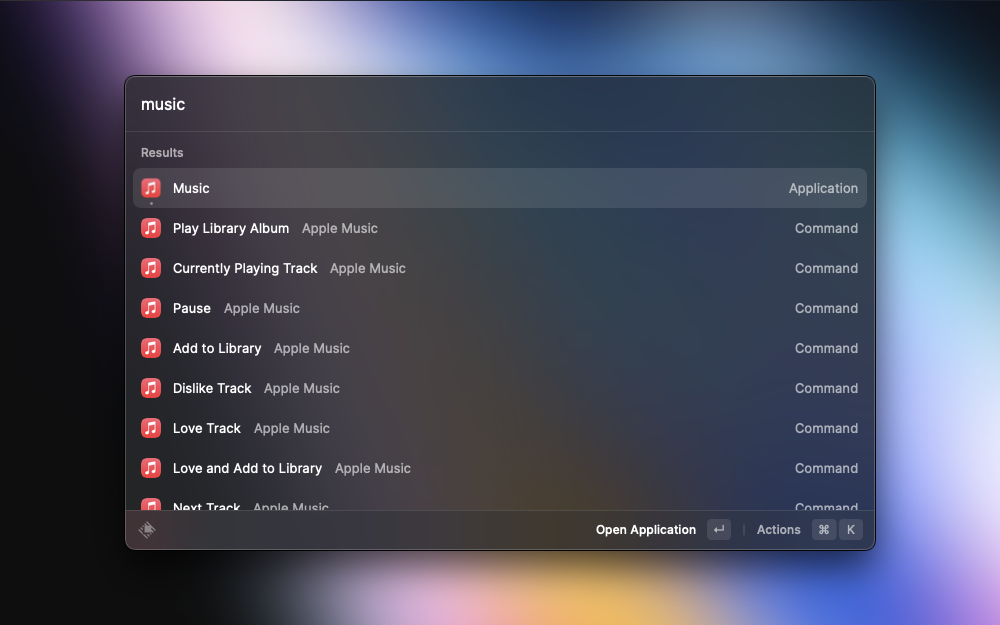 music
Results
Music Application
Play Library Album Apple Music Command
Currently Playing Track Apple Music Command
Pause Apple Music Command
Add to Library Apple Music Command
Dislike Track Apple Music Command
Love Track Apple Music Command
Love and Add to Library Apple Music Command
Next Track Apple Music Command
Open Application ↵ Actions ⌘ K